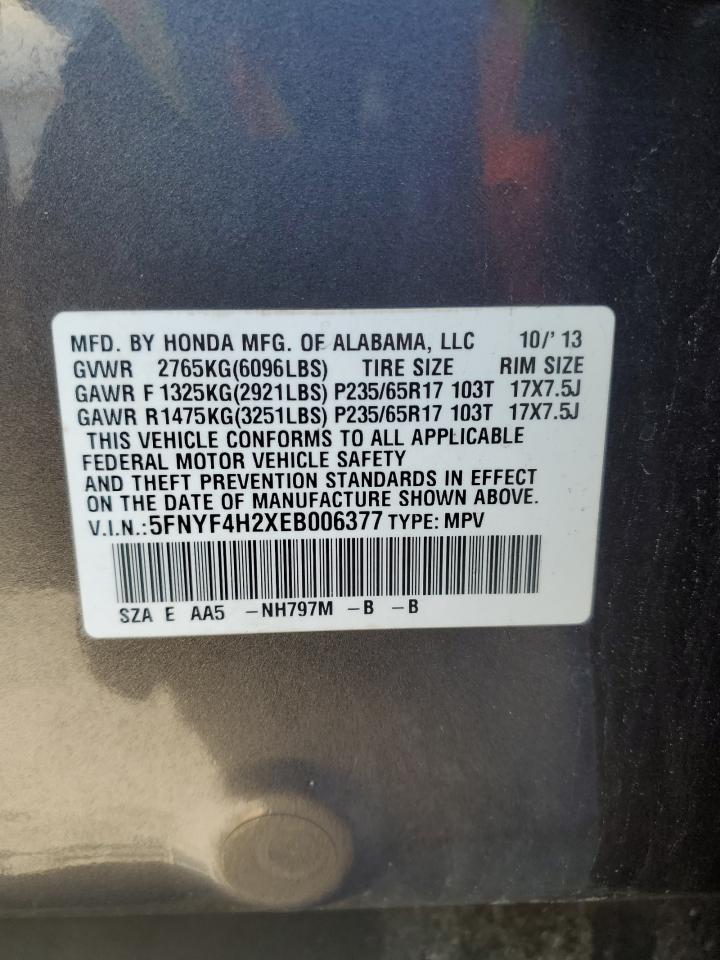 MFD. BY HONDA MFG. OF ALABAMA, LLC 10/' 13
GVWR 2765KG(6096LBS) TIRE SIZE RIM SIZE
GAWR F 1325KG(2921LBS) P235/65R17 103T 17X7.5J
GAWR R1475KG(3251LBS) P235/65R17 103T 17X7.5J
THIS VEHICLE CONFORMS TO ALL APPLICABLE
FEDERAL MOTOR VEHICLE SAFETY
AND THEFT PREVENTION STANDARDS IN EFFECT
ON THE DATE OF MANUFACTURE SHOWN ABOVE.
V.I.N.:5FNYF4H2XEB006377 TYPE: MPV
SZA E AA5 -NH797M -B -B